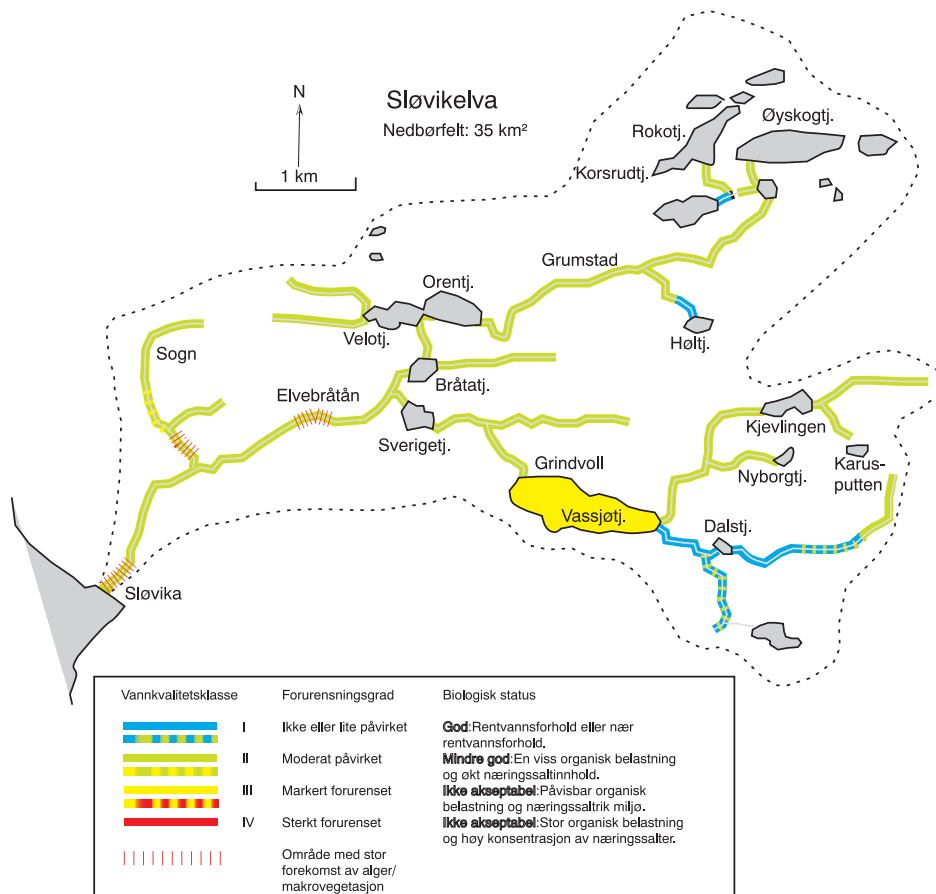 N
Sløvikelva
Nedbørfelt: 35 km²
1 km
Øyskogtj.
Rokotj.
Korsrudtj.
Grumstad
Orentj.
Velotj.
Høltj.
Sogn
Bråtatj.
Elvebråtån
Sverigetj.
Kjevlingen
Grindvoll
Nyborgtj.
Karus-
putten
Vassjøtj.
Dalstj.
Sløvika
Vannkvalitetsklasse Forurensningsgrad Biologisk status
I Ikke eller lite påvirket God:Rentvannsforhold eller nær
rentvannsforhold.
II Moderat påvirket Mindre god:En viss organisk belastning
og økt næringssaltinnhold.
III Markert forurenset Ikke akseptabel:Påvisbar organisk
belastning og næringssaltrik miljø.
IV Sterkt forurenset Ikke akseptabel:Stor organisk belastning
og høy konsentrasjon av næringssalter.
Område med stor
forekomst av alger/
makrovegetasjon